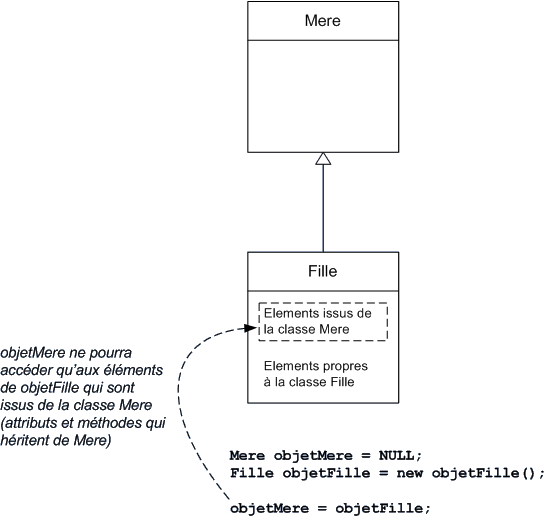 Mere
Fille
Elements issus de
la classe Mere
Elements propres
à la classe Fille
objetMere ne pourra
accéder qu'aux éléments
de objetFille qui sont
issus de la classe Mere
(attributs et méthodes qui
héritent de Mere)
Mere objetMere = NULL;
Fille objetFille = new objetFille();
objetMere = objetFille;